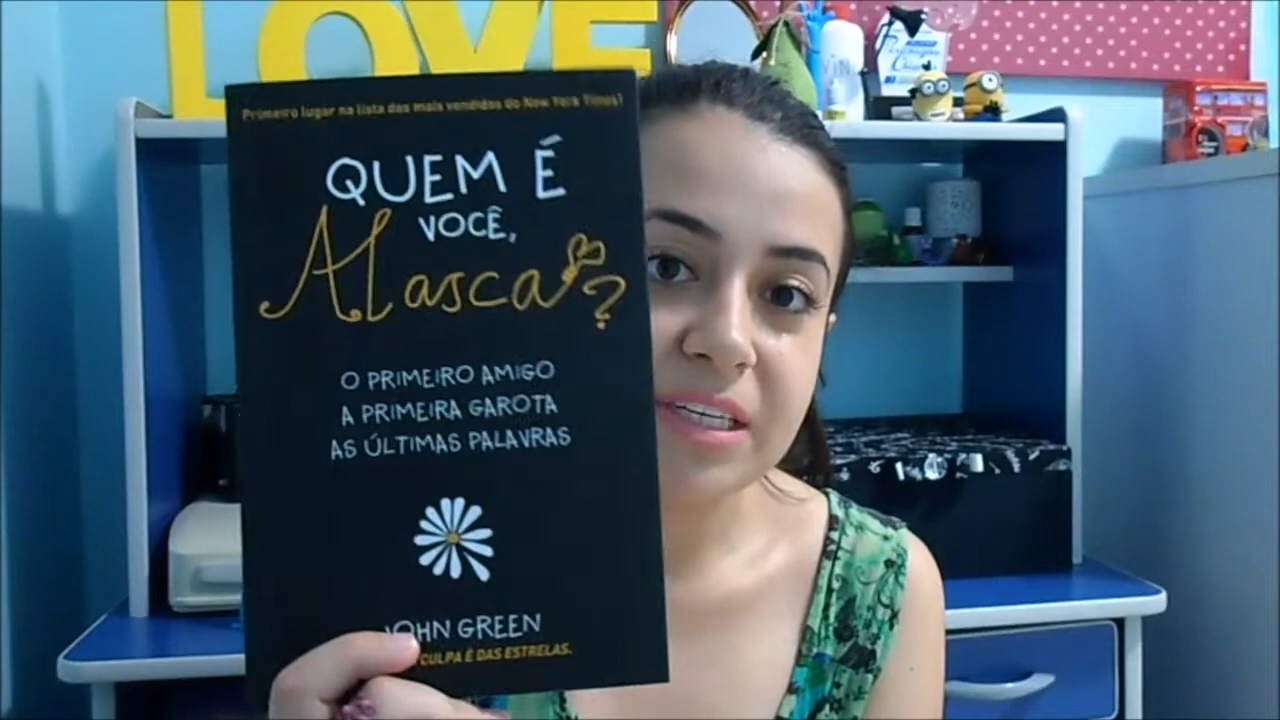 LOVE
Primeiro lugar na lista dos mais vendidos do New York Times!
QUEM É
VOCÊ,
Alasca?
O PRIMEIRO AMIGO
A PRIMEIRA GAROTA
AS ÚLTIMAS PALAVRAS
JOHN GREEN
CULPA É DAS ESTRELAS.